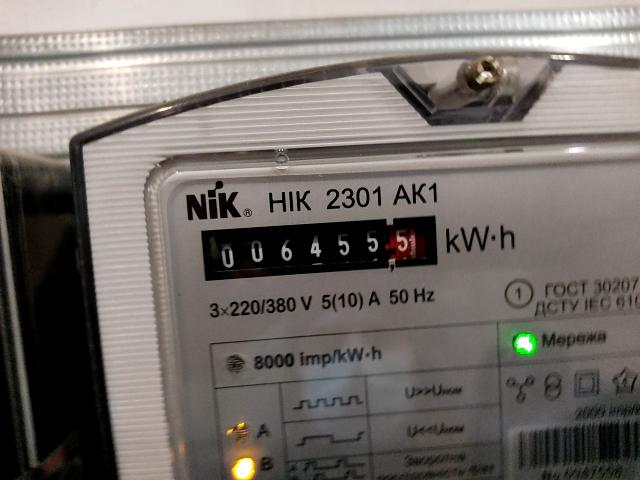 NiK® НІК 2301 АК1
006455,5 kW·h
3×220/380 V 5(10) A 50 Hz
1 ГОСТ 30207
ДСТУ IEC
8000 imp/kW·h
Мережа
U>>Uном
A
U<<Uном
B